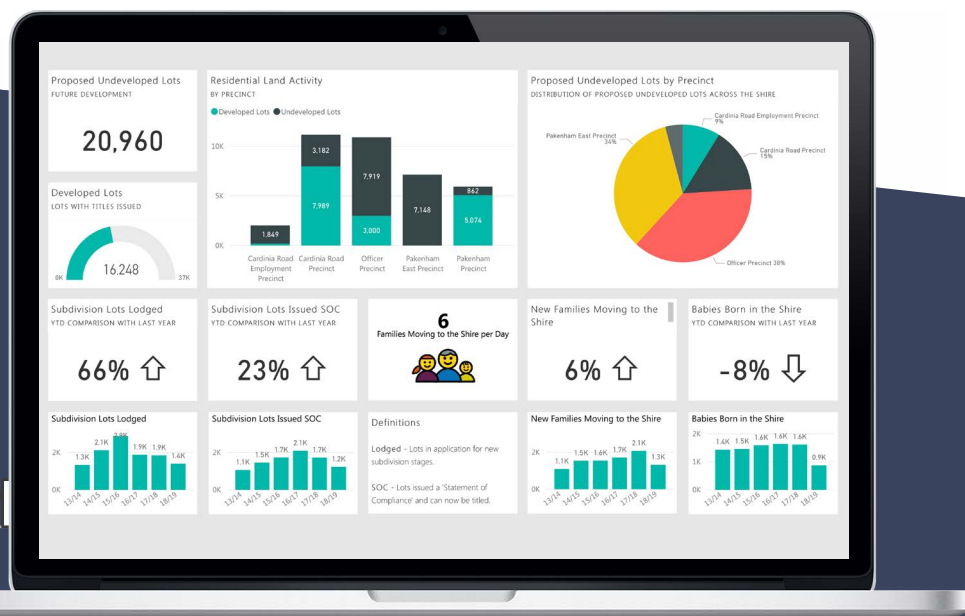 Proposed Undeveloped Lots
FUTURE DEVELOPMENT
20,960
Developed Lots
LOTS WITH TITLES ISSUED
16,248
0K
37K
Residential Land Activity
BY PRECINCT
Developed Lots Undeveloped Lots
10K
5K
0K
1,849
3,182
7,989
7,919
3,000
7,148
862
5,074
Cardinia Road
Employment
Precinct
Cardinia Road
Precinct
Officer
Precinct
Pakenham
East Precinct
Pakenham
Precinct
Proposed Undeveloped Lots by Precinct
DISTRIBUTION OF PROPOSED UNDEVELOPED LOTS ACROSS THE SHIRE
Cardinia Road Employment Precinct
9%
Cardinia Road Precinct
15%
Pakenham East Precinct
34%
Officer Precinct 38%
Subdivision Lots Lodged
YTD COMPARISON WITH LAST YEAR
66%
Subdivision Lots Issued SOC
YTD COMPARISON WITH LAST YEAR
23%
6
Families Moving to the Shire per Day
New Families Moving to the
Shire
6%
Babies Born in the Shire
YTD COMPARISON WITH LAST YEAR
-8%
Subdivision Lots Lodged
2K
0K
1.3K
2.1K
1.9K
1.9K
1.4K
13/14
14/15
15/16
16/17
17/18
18/19
Subdivision Lots Issued SOC
2K
0K
1.1K
1.5K
1.7K
2.1K
1.7K
1.2K
13/14
14/15
15/16
16/17
17/18
18/19
Definitions
Lodged - Lots in application for new
subdivision stages.
SOC - Lots issued a 'Statement of
Compliance' and can now be titled.
New Families Moving to the Shire
2K
0K
1.1K
1.5K
1.6K
1.7K
2.1K
1.3K
13/14
14/15
15/16
16/17
17/18
18/19
Babies Born in the Shire
2K
1K
0K
1.4K
1.5K
1.6K
1.6K
1.6K
0.9K
13/14
14/15
15/16
16/17
17/18
18/19